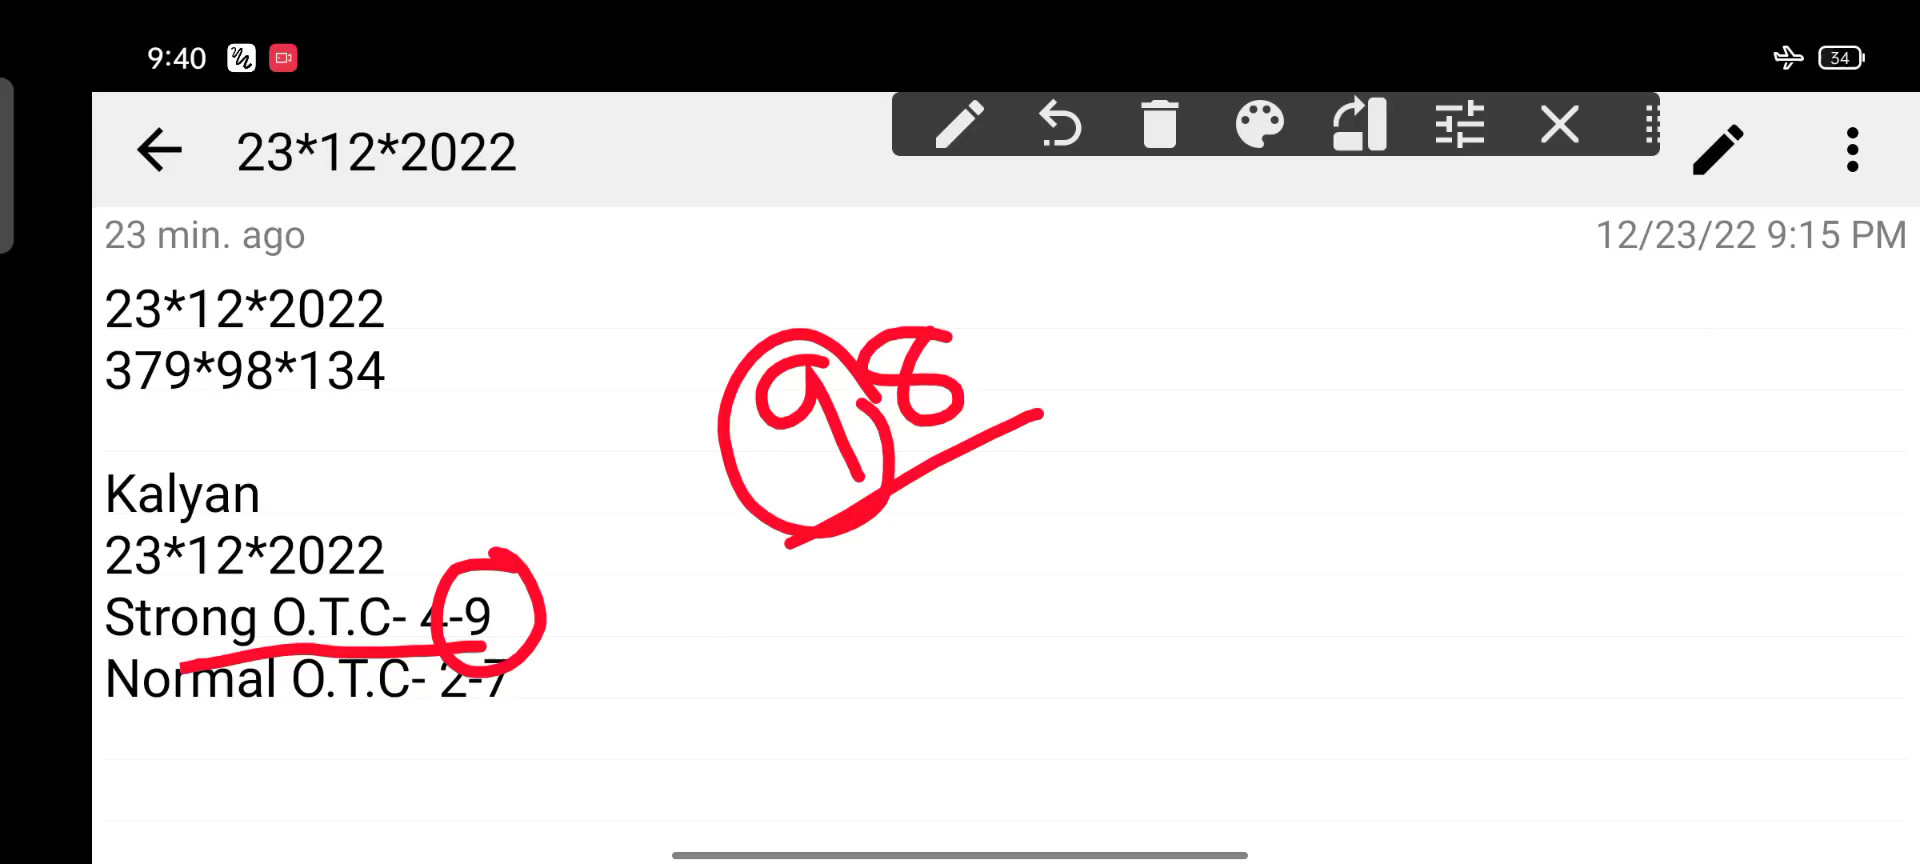 9:40
34
23*12*2022
23 min. ago
12/23/22 9:15 PM
23*12*2022
379*98*134
98
Kalyan
23*12*2022
Strong O.T.C- 4-9
Normal O.T.C- 2-7